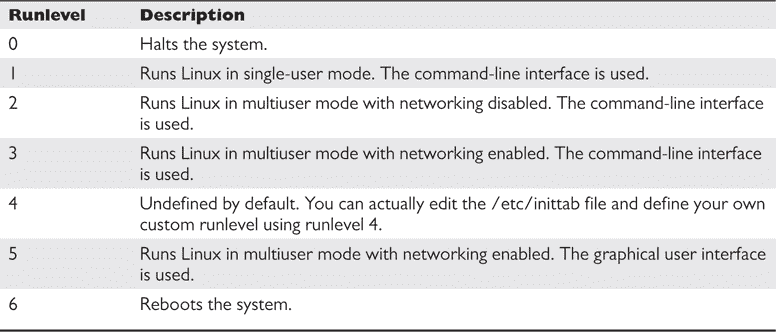 Runlevel Description
0 Halts the system.
1 Runs Linux in single-user mode. The command-line interface is used.
2 Runs Linux in multiuser mode with networking disabled. The command-line interface
is used.
3 Runs Linux in multiuser mode with networking enabled. The command-line interface
is used.
4 Undefined by default. You can actually edit the /etc/inittab file and define your own
custom runlevel using runlevel 4.
5 Runs Linux in multiuser mode with networking enabled. The graphical user interface
is used.
6 Reboots the system.